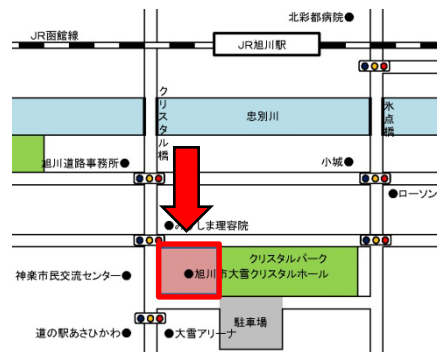 北彩都病院●
JR函館線
JR旭川駅
クリスタル橋
忠別川
氷点橋
旭川道路事務所●
小城●
●ローソン
しま理容院
クリスタルパーク
●旭川市大雪クリスタルホール
神楽市民交流センター●
駐車場
道の駅あさひかわ●
●大雪アリーナ